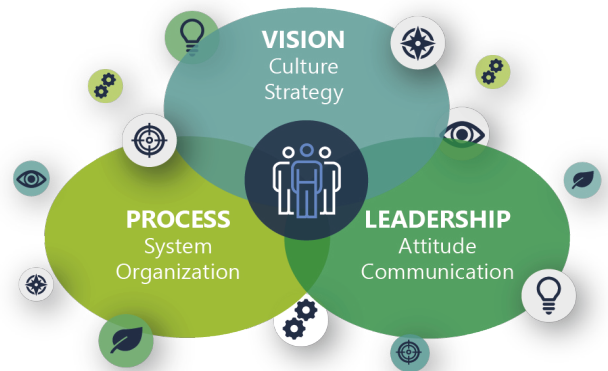 VISION
Culture
Strategy
PROCESS
System
Organization
LEADERSHIP
Attitude
Communication